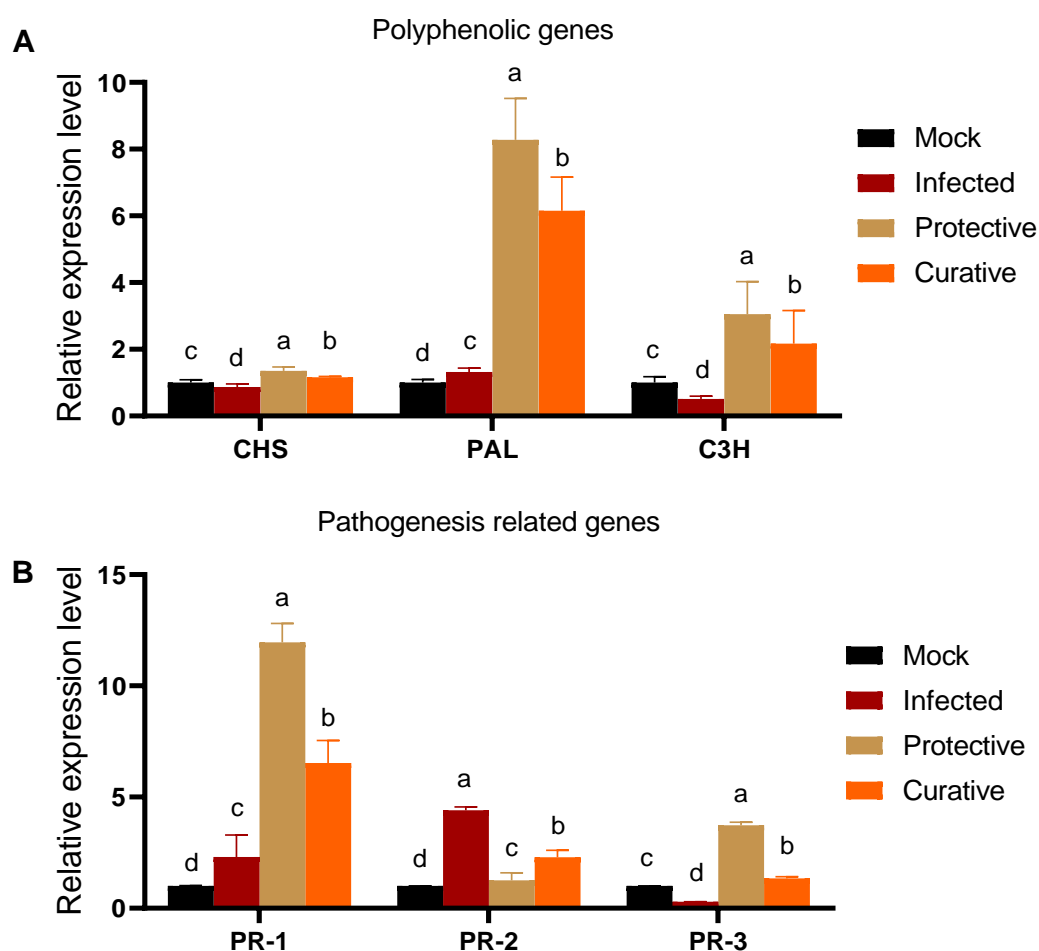 A
Polyphenolic genes
Relative expression level
10
8
6
4
2
0
c d a b
d c a b
c d a b
CHS PAL C3H
Mock
Infected
Protective
Curative
B
Pathogenesis related genes
Relative expression level
15
10
5
0
d c a b
d a c b
c d a b
PR-1 PR-2 PR-3
Mock
Infected
Protective
Curative